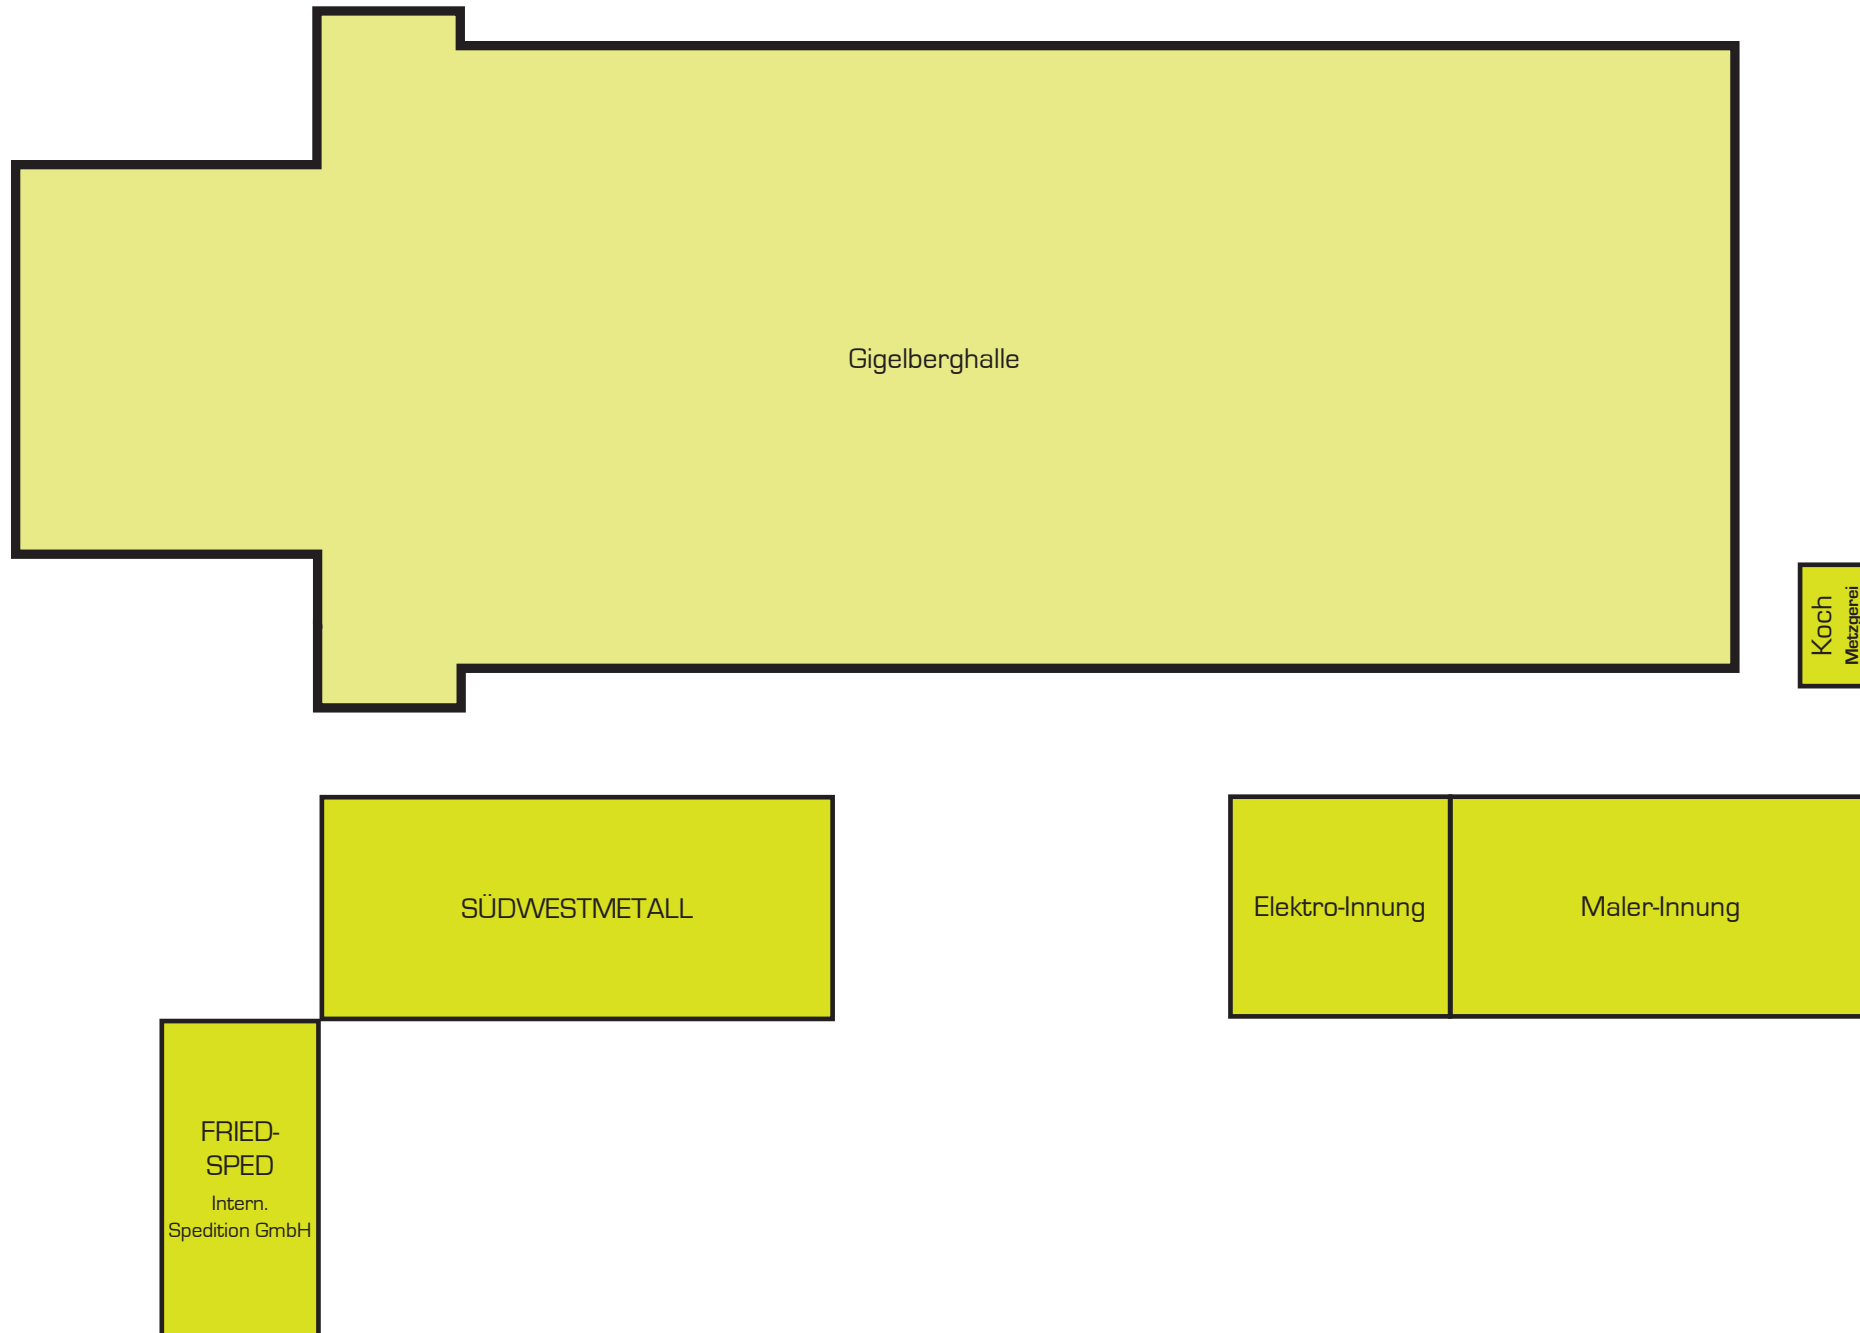 Gigelberghalle
Koch
Metzgerei
SÜDWESTMETALL
Elektro-Innung
Maler-Innung
FRIED-
SPED
Intern.
Spedition GmbH